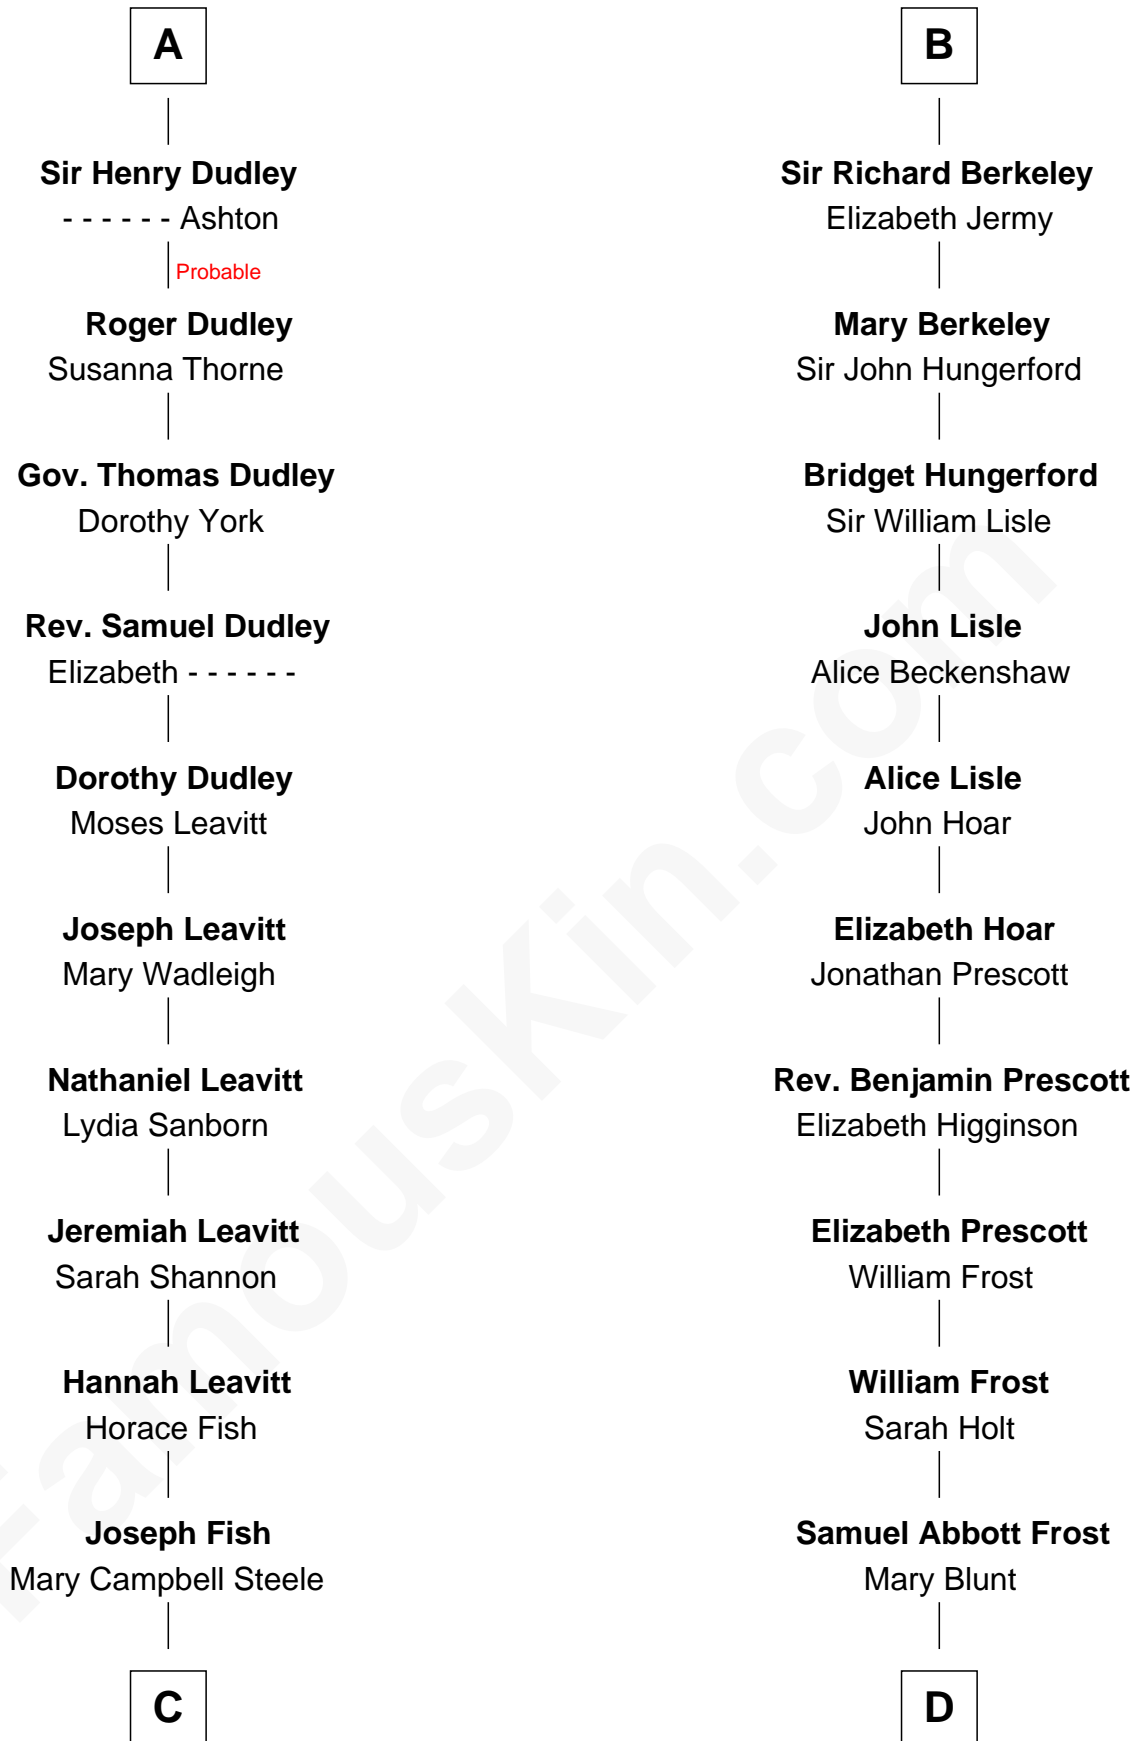 A
Sir Henry Dudley
- - - - - - Ashton
Probable
Roger Dudley
Susanna Thorne
Gov. Thomas Dudley
Dorothy York
Rev. Samuel Dudley
Elizabeth - - - - - -
Dorothy Dudley
Moses Leavitt
Joseph Leavitt
Mary Wadleigh
Nathaniel Leavitt
Lydia Sanborn
Jeremiah Leavitt
Sarah Shannon
Hannah Leavitt
Horace Fish
Joseph Fish
Mary Campbell Steele
C
B
Sir Richard Berkeley
Elizabeth Jermy
Mary Berkeley
Sir John Hungerford
Bridget Hungerford
Sir William Lisle
John Lisle
Alice Beckenshaw
Alice Lisle
John Hoar
Elizabeth Hoar
Jonathan Prescott
Rev. Benjamin Prescott
Elizabeth Higginson
Elizabeth Prescott
William Frost
William Frost
Sarah Holt
Samuel Abbott Frost
Mary Blunt
D
FamousKin.com